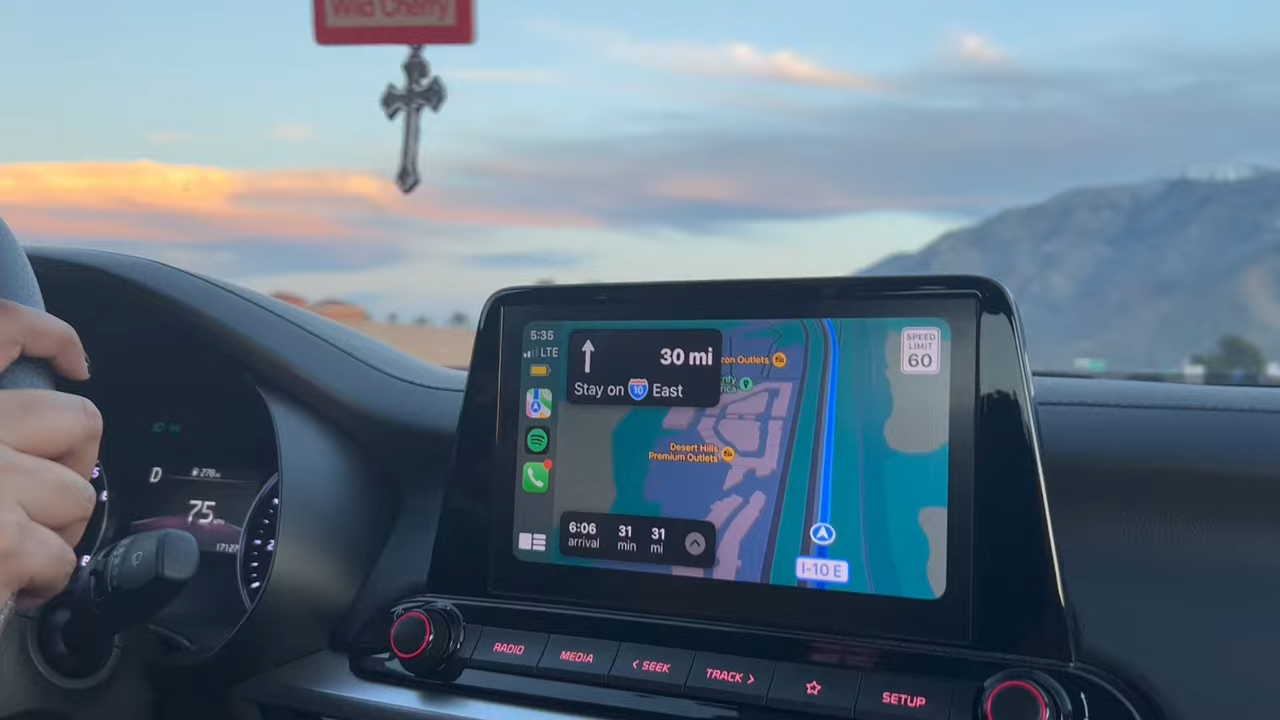 Wild Cherry
5:35
LTE
30 mi
Stay on 10 East
Outlets
SPEED
LIMIT
60
Desert Hills
Premium Outlets
6:06
arrival
31
min
31
mi
I-10 E
D
278mi
75
RADIO
MEDIA
< SEEK
TRACK >
SETUP